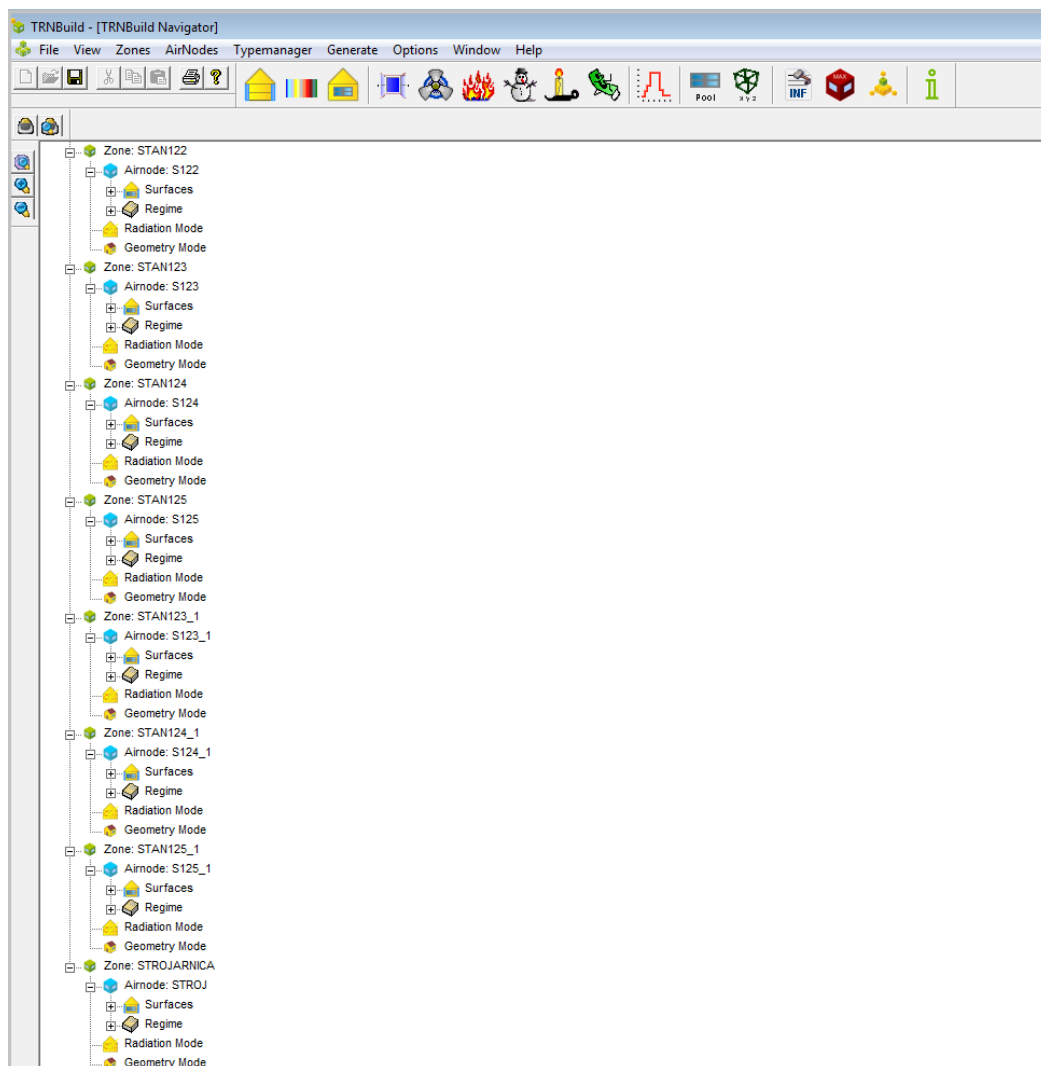 TRNBuild - [TRNBuild Navigator]
File View Zones AirNodes Typemanager Generate Options Window Help
Pool
x y z
INF
MAX
Zone: STAN122
Airnode: S122
Surfaces
Regime
Radiation Mode
Geometry Mode
Zone: STAN123
Airnode: S123
Surfaces
Regime
Radiation Mode
Geometry Mode
Zone: STAN124
Airnode: S124
Surfaces
Regime
Radiation Mode
Geometry Mode
Zone: STAN125
Airnode: S125
Surfaces
Regime
Radiation Mode
Geometry Mode
Zone: STAN123_1
Airnode: S123_1
Surfaces
Regime
Radiation Mode
Geometry Mode
Zone: STAN124_1
Airnode: S124_1
Surfaces
Regime
Radiation Mode
Geometry Mode
Zone: STAN125_1
Airnode: S125_1
Surfaces
Regime
Radiation Mode
Geometry Mode
Zone: STROJARNICA
Airnode: STROJ
Surfaces
Regime
Radiation Mode
Geometry Mode